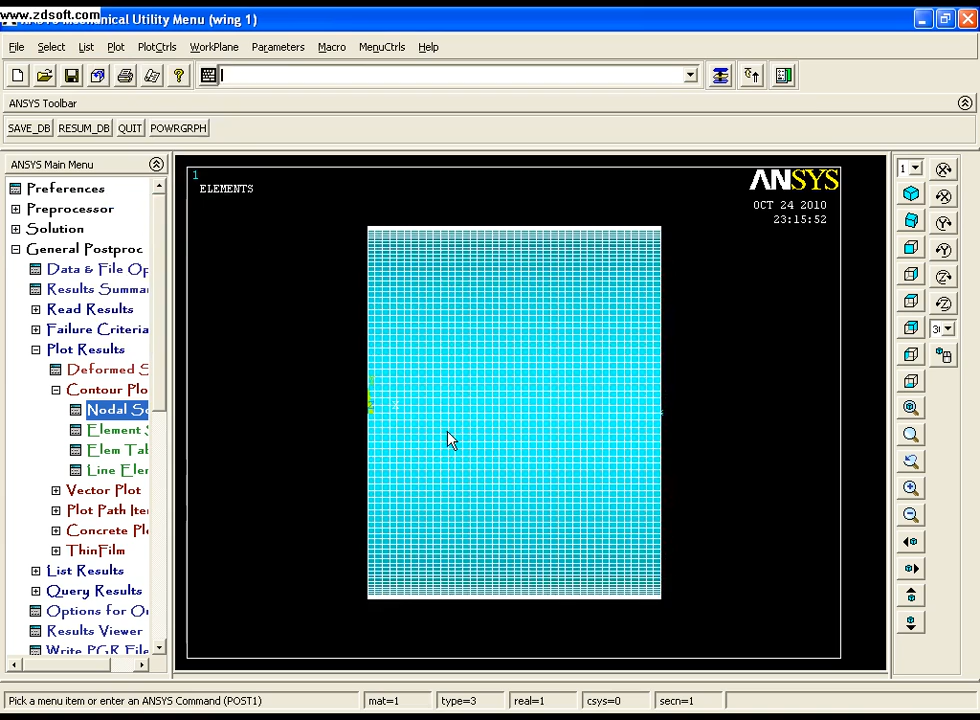 www.zdsoft.com
Mechanical Utility Menu (wing 1)
File Select List Plot PlotCtrls WorkPlane Parameters Macro MenuCtrls Help
ANSYS Toolbar
SAVE_DB RESUM_DB QUIT POWRGRPH
ANSYS Main Menu
Preferences
Preprocessor
Solution
General Postproc
Data & File Op
Results Summa
Read Results
Failure Criteria
Plot Results
Deformed S
Contour Plo
Nodal So
Element S
Elem Tab
Line Eler
Vector Plot
Plot Path Ite
Concrete Pl
ThinFilm
List Results
Query Results
Options for O
Results Viewer
Write PGR File
1
ELEMENTS
ANSYS
OCT 24 2010
23:15:52
X
1
Pick a menu item or enter an ANSYS Command (POST1) mat=1 type=3 real=1 csys=0 secn=1